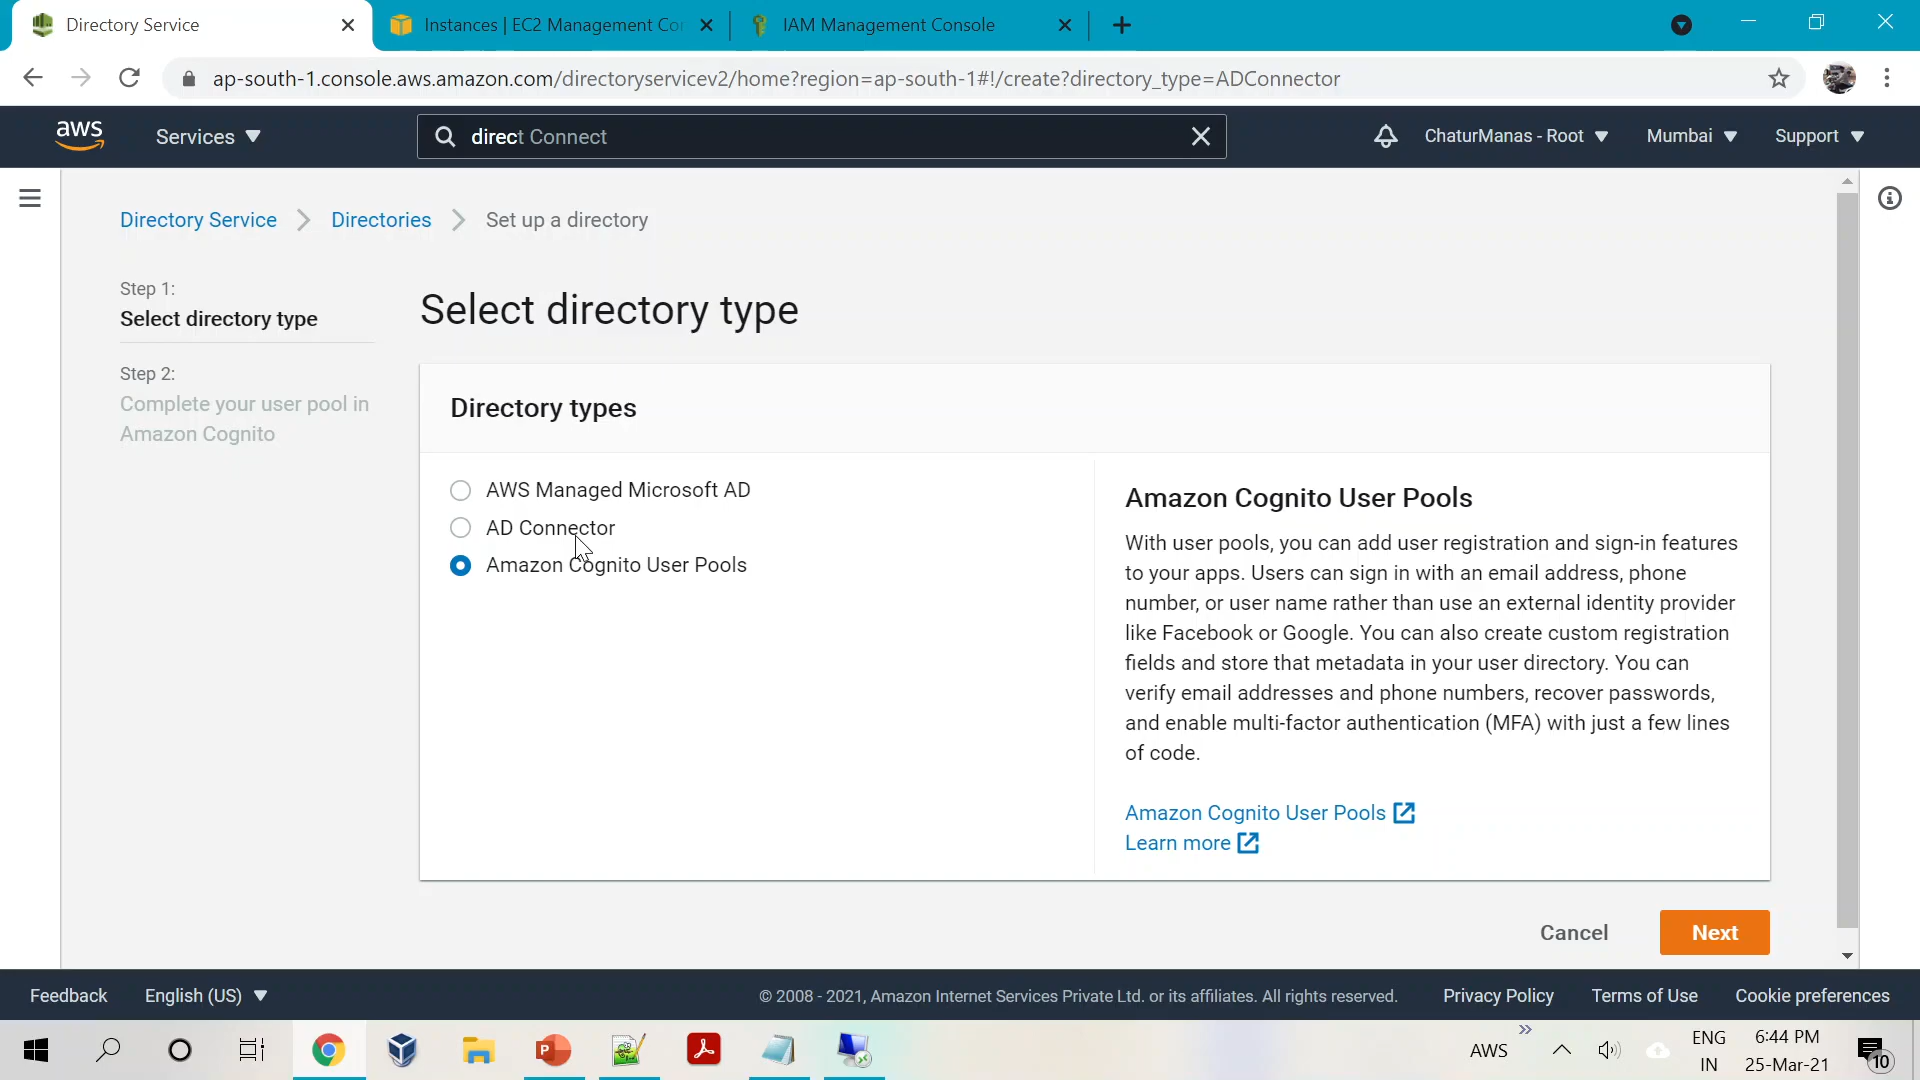 Directory Service
Instances | EC2 Management Co
IAM Management Console
ap-south-1.console.aws.amazon.com/directoryservicev2/home?region=ap-south-1#!/create?directory_type=ADConnector
aws
Services
direct Connect
ChaturManas - Root
Mumbai
Support
Directory Service
Directories
Set up a directory
Step 1:
Select directory type
Step 2:
Complete your user pool in
Amazon Cognito
Select directory type
Directory types
AWS Managed Microsoft AD
AD Connector
Amazon Cognito User Pools
Amazon Cognito User Pools
With user pools, you can add user registration and sign-in features
to your apps. Users can sign in with an email address, phone
number, or user name rather than use an external identity provider
like Facebook or Google. You can also create custom registration
fields and store that metadata in your user directory. You can
verify email addresses and phone numbers, recover passwords,
and enable multi-factor authentication (MFA) with just a few lines
of code.
Amazon Cognito User Pools
Learn more
Cancel
Next
Feedback
English (US)
© 2008 - 2021, Amazon Internet Services Private Ltd. or its affiliates. All rights reserved.
Privacy Policy
Terms of Use
Cookie preferences
AWS
ENG
IN
6:44 PM
25-Mar-21
10